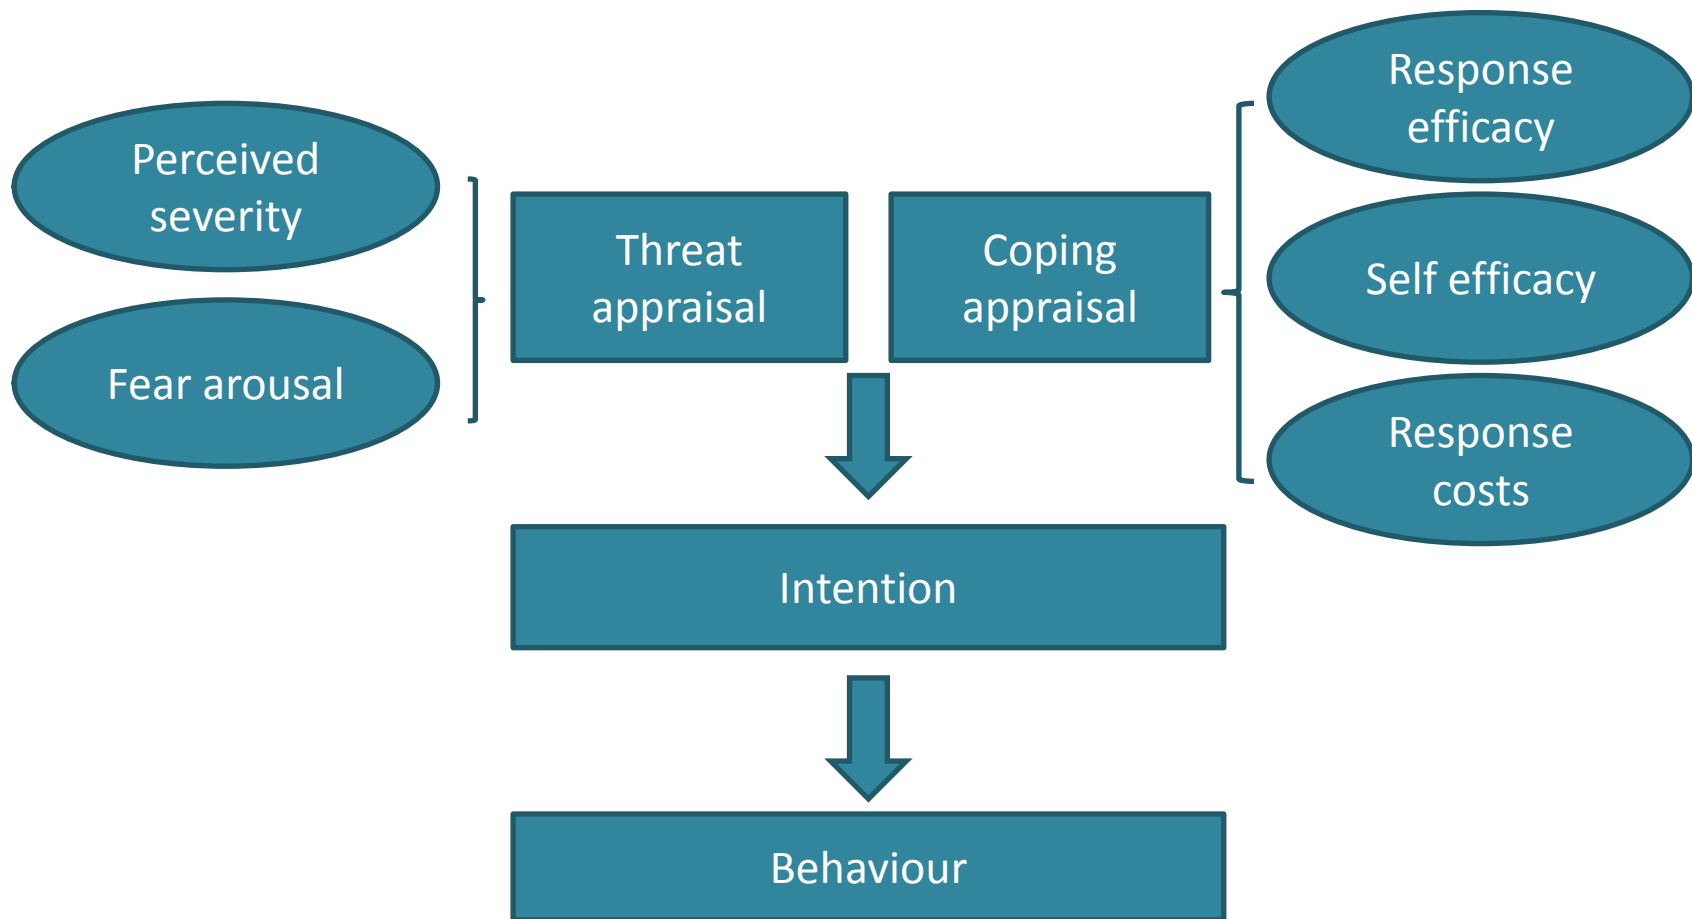 Perceived
severity
Fear arousal
Threat
appraisal
Coping
appraisal
Response
efficacy
Self efficacy
Response
costs
Intention
Behaviour